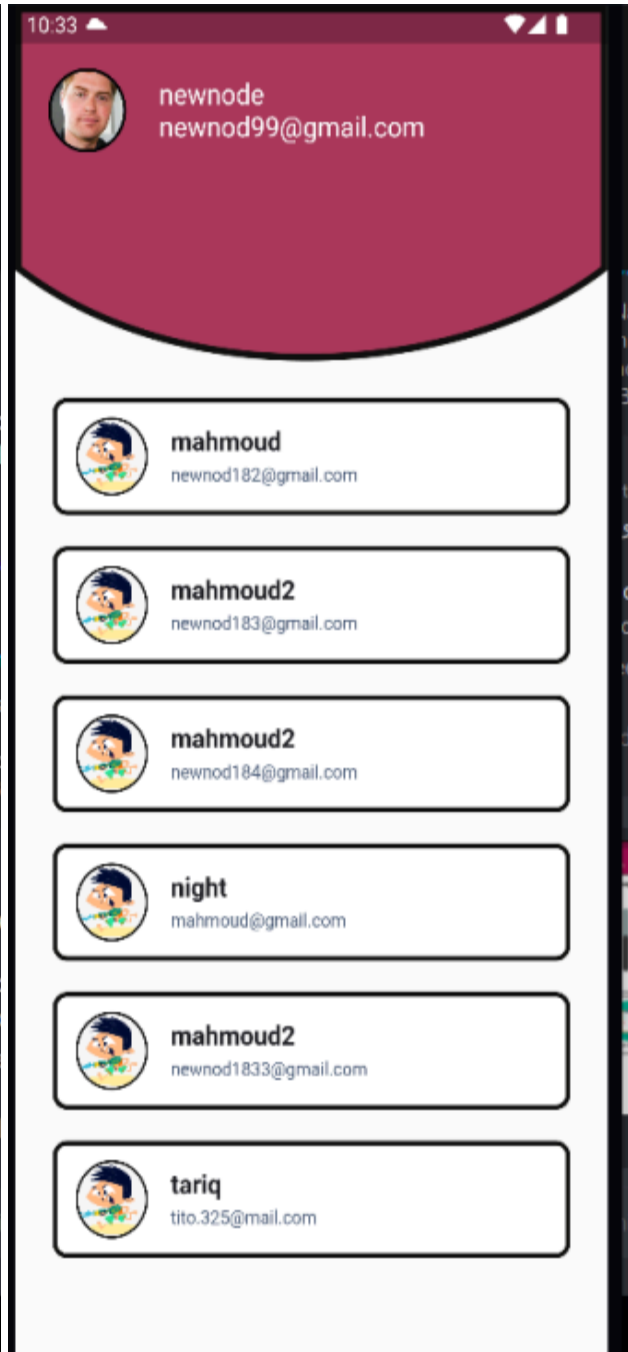 10:33
newnode
newnod99@gmail.com
mahmoud
newnod182@gmail.com
mahmoud2
newnod183@gmail.com
mahmoud2
newnod184@gmail.com
night
mahmoud@gmail.com
mahmoud2
newnod1833@gmail.com
tariq
tito.325@mail.com